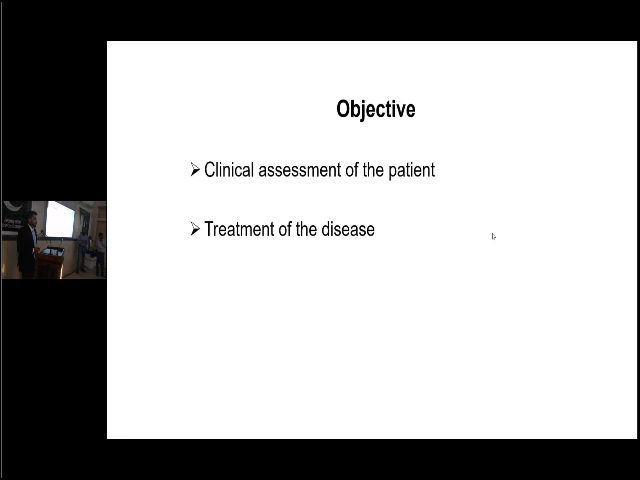 Objective
Clinical assessment of the patient
Treatment of the disease